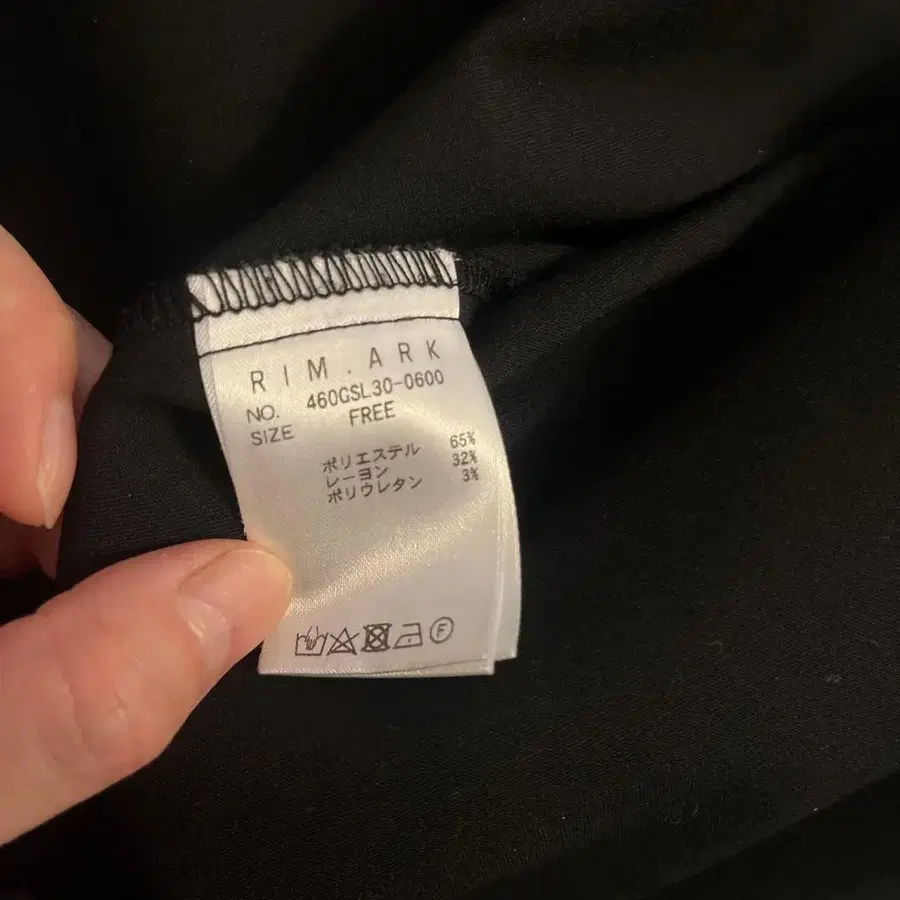 RIM.ARK
NO. 460GSL30-0600
SIZE FREE
ポリエステル 65%
レーヨン 32%
ポリウレタン 3%
F